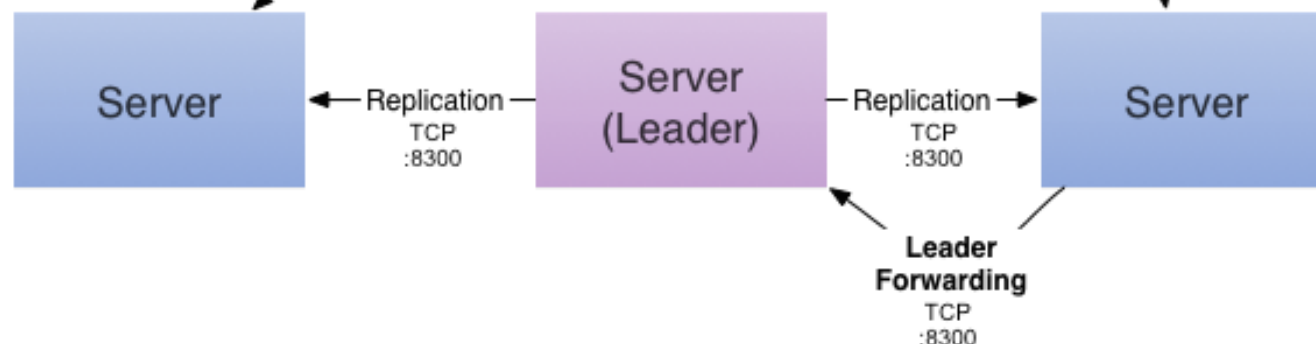 Server
Replication
TCP
:8300
Server
(Leader)
Replication
TCP
:8300
Server
Leader
Forwarding
TCP
:8300